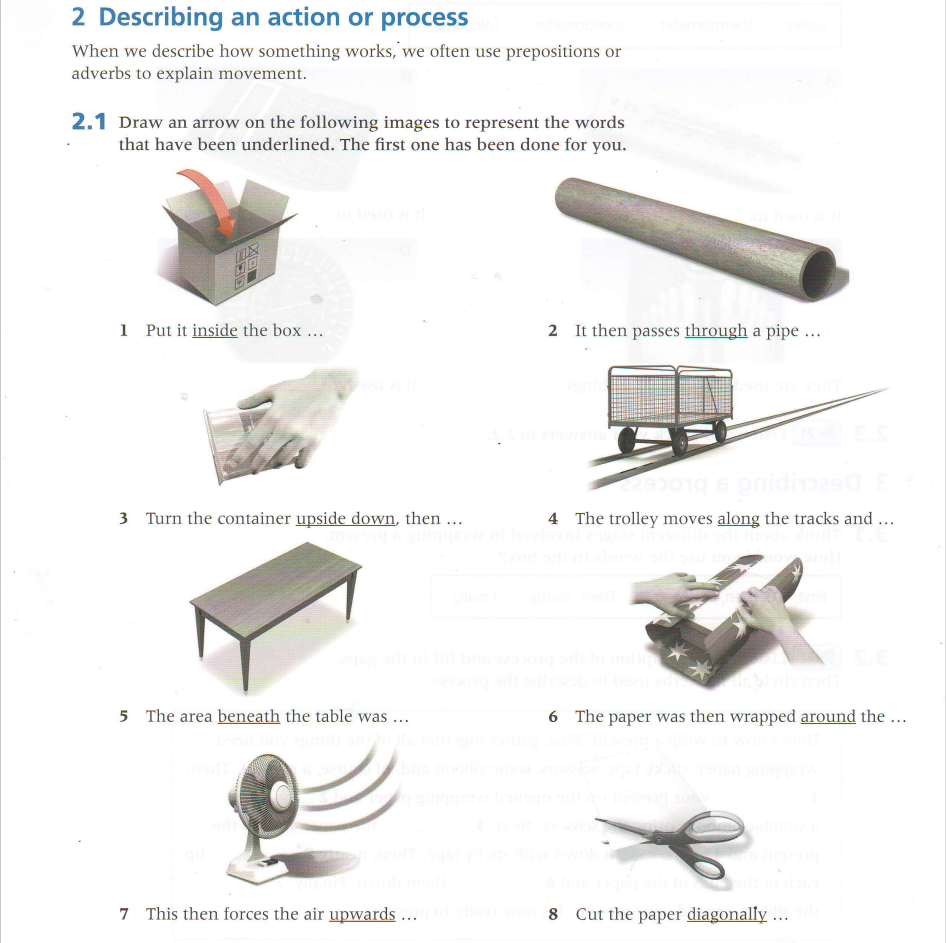 2 Describing an action or process
When we describe how something works, we often use prepositions or
adverbs to explain movement.
2.1 Draw an arrow on the following images to represent the words
that have been underlined. The first one has been done for you.
1 Put it inside the box ...
2 It then passes through a pipe ...
3 Turn the container upside down, then ...
4 The trolley moves along the tracks and ...
5 The area beneath the table was ...
6 The paper was then wrapped around the ...
7 This then forces the air upwards ...
8 Cut the paper diagonally ...